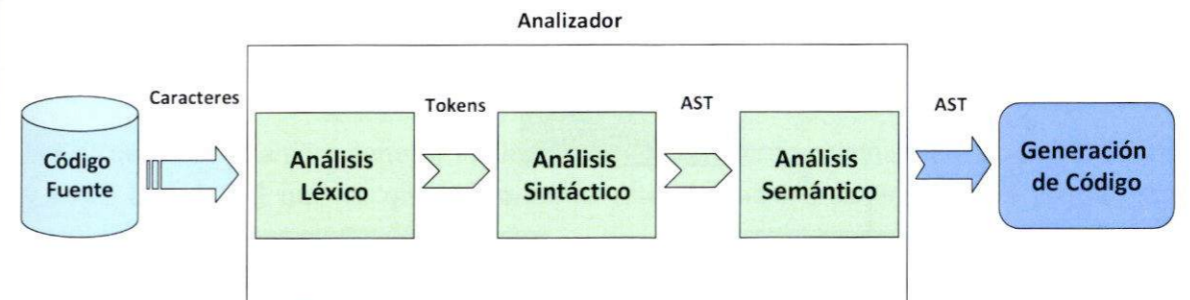 Analizador
Caracteres
Tokens
AST
AST
Código
Fuente
Análisis
Léxico
Análisis
Sintáctico
Análisis
Semántico
Generación
de Código